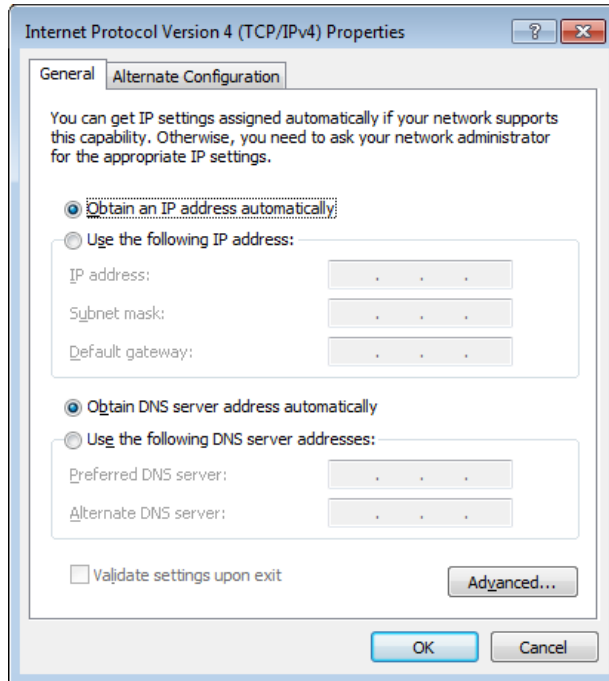 Internet Protocol Version 4 (TCP/IPv4) Properties
General
Alternate Configuration
You can get IP settings assigned automatically if your network supports
this capability. Otherwise, you need to ask your network administrator
for the appropriate IP settings.
Obtain an IP address automatically
Use the following IP address:
IP address: . . .
Subnet mask: . . .
Default gateway: . . .
Obtain DNS server address automatically
Use the following DNS server addresses:
Preferred DNS server: . . .
Alternate DNS server: . . .
Validate settings upon exit
Advanced...
OK
Cancel